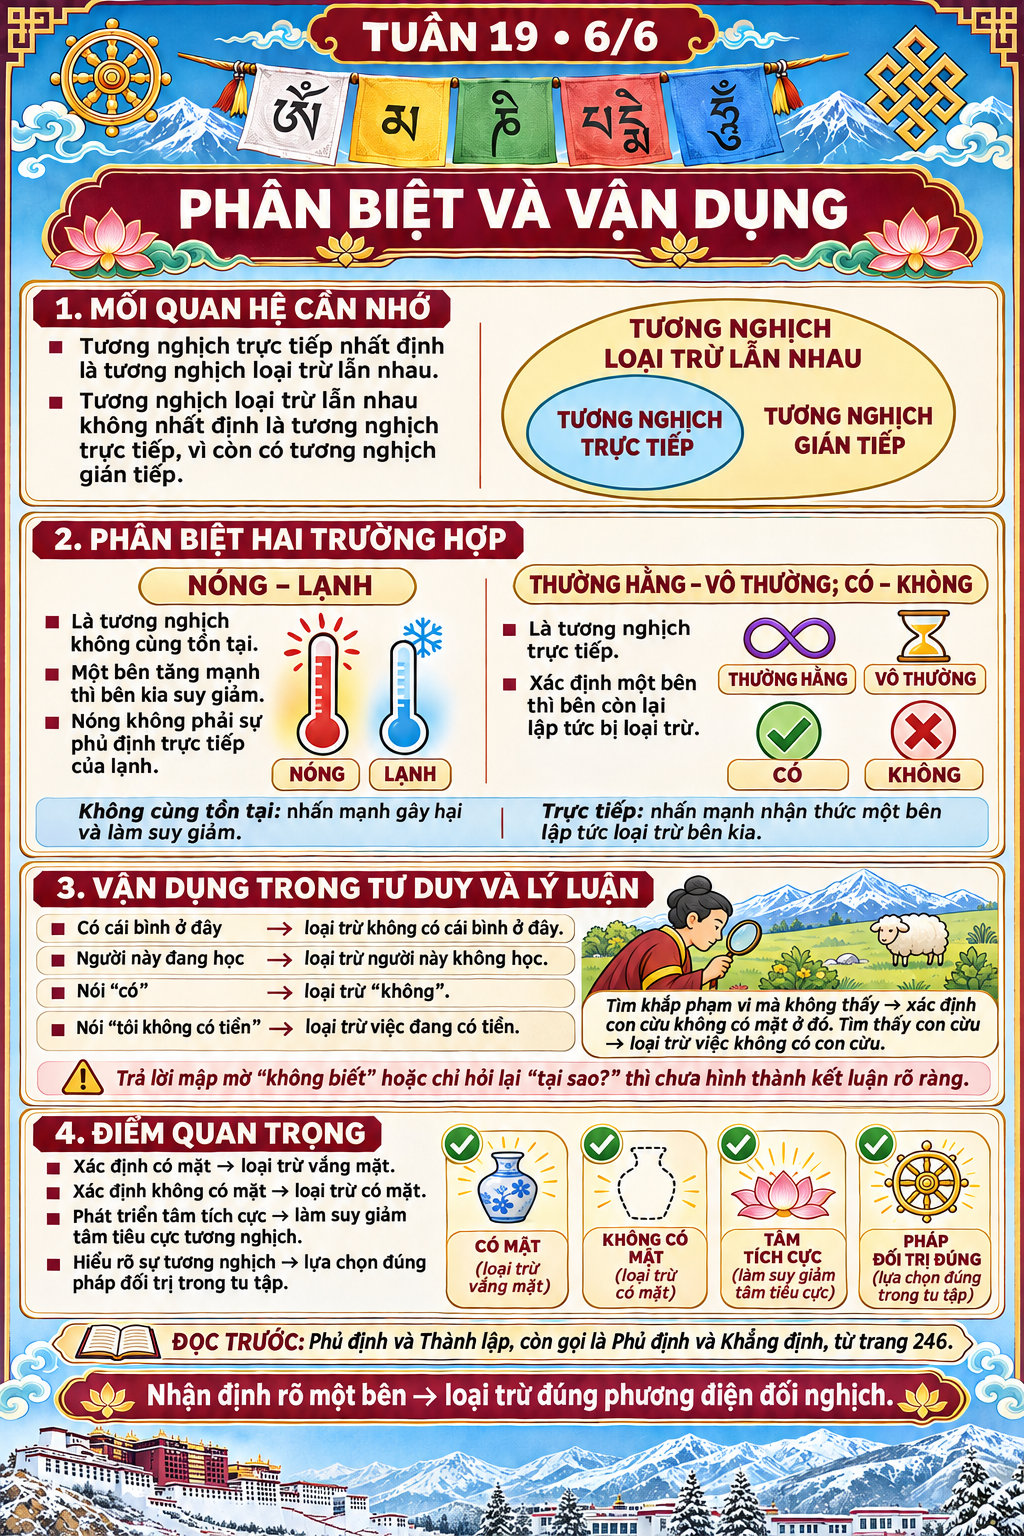 TUẦN 19 • 6/6
ཨོཾ མ ཎི པདྨེ ཧཱུྃ
PHÂN BIỆT VÀ VẬN DỤNG
1. MỐI QUAN HỆ CẦN NHỚ
Tương nghịch trực tiếp nhất định
là tương nghịch loại trừ lẫn nhau.
Tương nghịch loại trừ lẫn nhau
không nhất định là tương nghịch
trực tiếp, vì còn có tương nghịch
gián tiếp.
TƯƠNG NGHỊCH
LOẠI TRỪ LẪN NHAU
TƯƠNG NGHỊCH
TRỰC TIẾP
TƯƠNG NGHỊCH
GIÁN TIẾP
2. PHÂN BIỆT HAI TRƯỜNG HỢP
NÓNG – LẠNH
Là tương nghịch
không cùng tồn tại.
Một bên tăng mạnh
thì bên kia suy giảm.
Nóng không phải sự
phủ định trực tiếp
của lạnh.
NÓNG
LẠNH
THƯỜNG HẰNG – VÔ THƯỜNG; CÓ – KHÔNG
Là tương nghịch
trực tiếp.
Xác định một bên
thì bên còn lại
lập tức bị loại trừ.
THƯỜNG HẰNG
VÔ THƯỜNG
CÓ
KHÔNG
Không cùng tồn tại: nhấn mạnh gây hại
và làm suy giảm.
Trực tiếp: nhấn mạnh nhận thức một bên
lập tức loại trừ bên kia.
3. VẬN DỤNG TRONG TƯ DUY VÀ LÝ LUẬN
Có cái bình ở đây → loại trừ không có cái bình ở đây.
Người này đang học → loại trừ người này không học.
Nói “có” → loại trừ “không”.
Nói “tôi không có tiền” → loại trừ việc đang có tiền.
Tìm khắp phạm vi mà không thấy → xác định
con cừu không có mặt ở đó. Tìm thấy con cừu
→ loại trừ việc không có con cừu.
Trả lời mập mờ “không biết” hoặc chỉ hỏi lại “tại sao?” thì chưa hình thành kết luận rõ ràng.
4. ĐIỂM QUAN TRỌNG
Xác định có mặt → loại trừ vắng mặt.
Xác định không có mặt → loại trừ có mặt.
Phát triển tâm tích cực → làm suy giảm
tâm tiêu cực tương nghịch.
Hiểu rõ sự tương nghịch → lựa chọn đúng
pháp đối trị trong tu tập.
CÓ MẶT
(loại trừ
vắng mặt)
KHÔNG CÓ
MẶT
(loại trừ
có mặt)
TÂM
TÍCH CỰC
(làm suy giảm
tâm tiêu cực)
PHÁP
ĐỐI TRỊ ĐÚNG
(lựa chọn đúng
trong tu tập)
ĐỌC TRƯỚC: Phủ định và Thành lập, còn gọi là Phủ định và Khẳng định, từ trang 246.
Nhận định rõ một bên → loại trừ đúng phương diện đối nghịch.